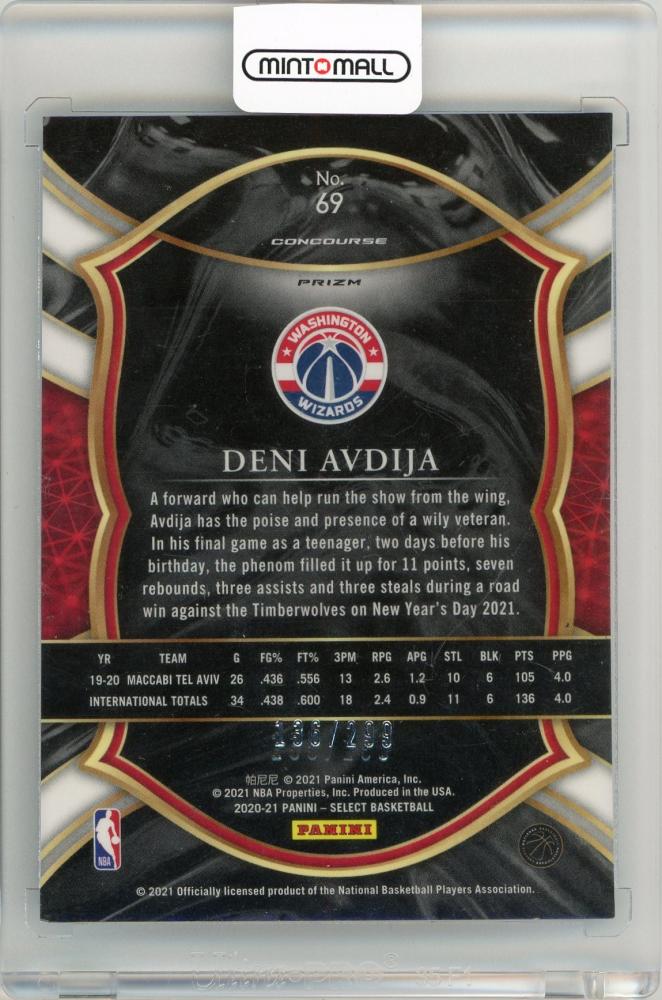 MINTOMALL
No.
69
CONCOURSE
PRIZM
WASHINGTON
WIZARDS
DENI AVDIJA
A forward who can help run the show from the wing,
Avdija has the poise and presence of a wily veteran.
In his final game as a teenager, two days before his
birthday, the phenom filled it up for 11 points, seven
rebounds, three assists and three steals during a road
win against the Timberwolves on New Year's Day 2021.
YR TEAM G FG% FT% 3PM RPG APG STL BLK PTS PPG
19-20 MACCABI TEL AVIV 26 .436 .556 13 2.6 1.2 10 6 105 4.0
INTERNATIONAL TOTALS 34 .438 .600 18 2.4 0.9 11 6 136 4.0
136/299
帕尼尼 © 2021 Panini America, Inc.
© 2021 NBA Properties, Inc. Produced in the USA.
2020-21 PANINI – SELECT BASKETBALL
PANINI
NBA
© 2021 Officially licensed product of the National Basketball Players Association.
UltraPRO® 35PT